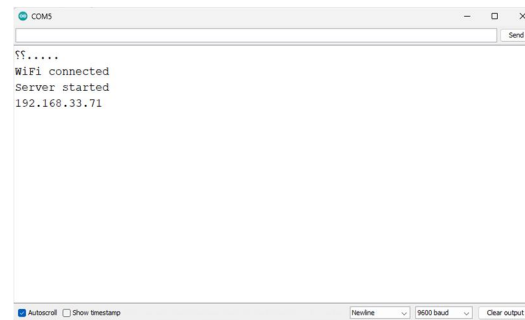 COM5
Send
⸮⸮.....
WiFi connected
Server started
192.168.33.71
Autoscroll Show timestamp Newline 9600 baud Clear output